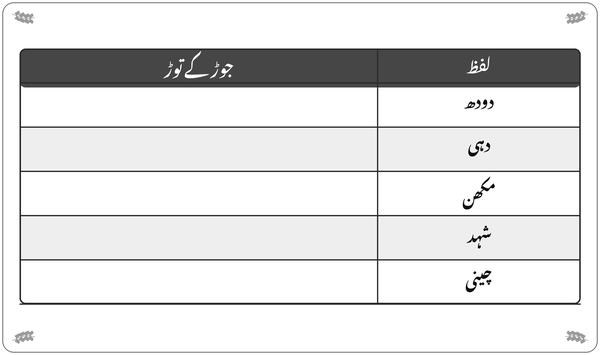 لفظ جوڑ کے توڑ
دودھ
دہی
مکھن
شہد
چینی